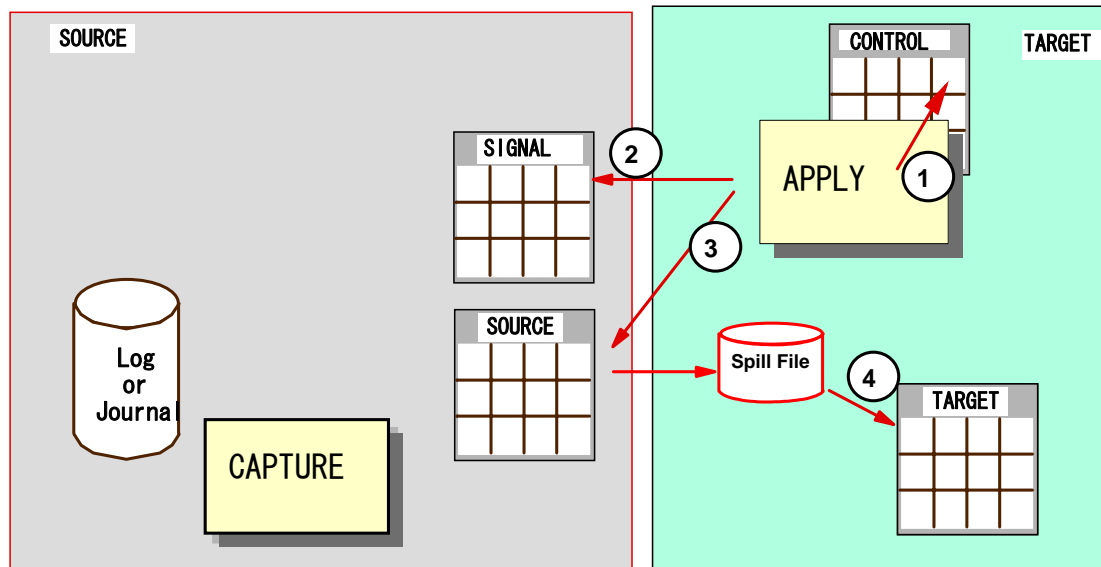 SOURCE
CONTROL
TARGET
SIGNAL
2
APPLY
1
3
SOURCE
Log
or
Journal
Spill File
4
TARGET
CAPTURE